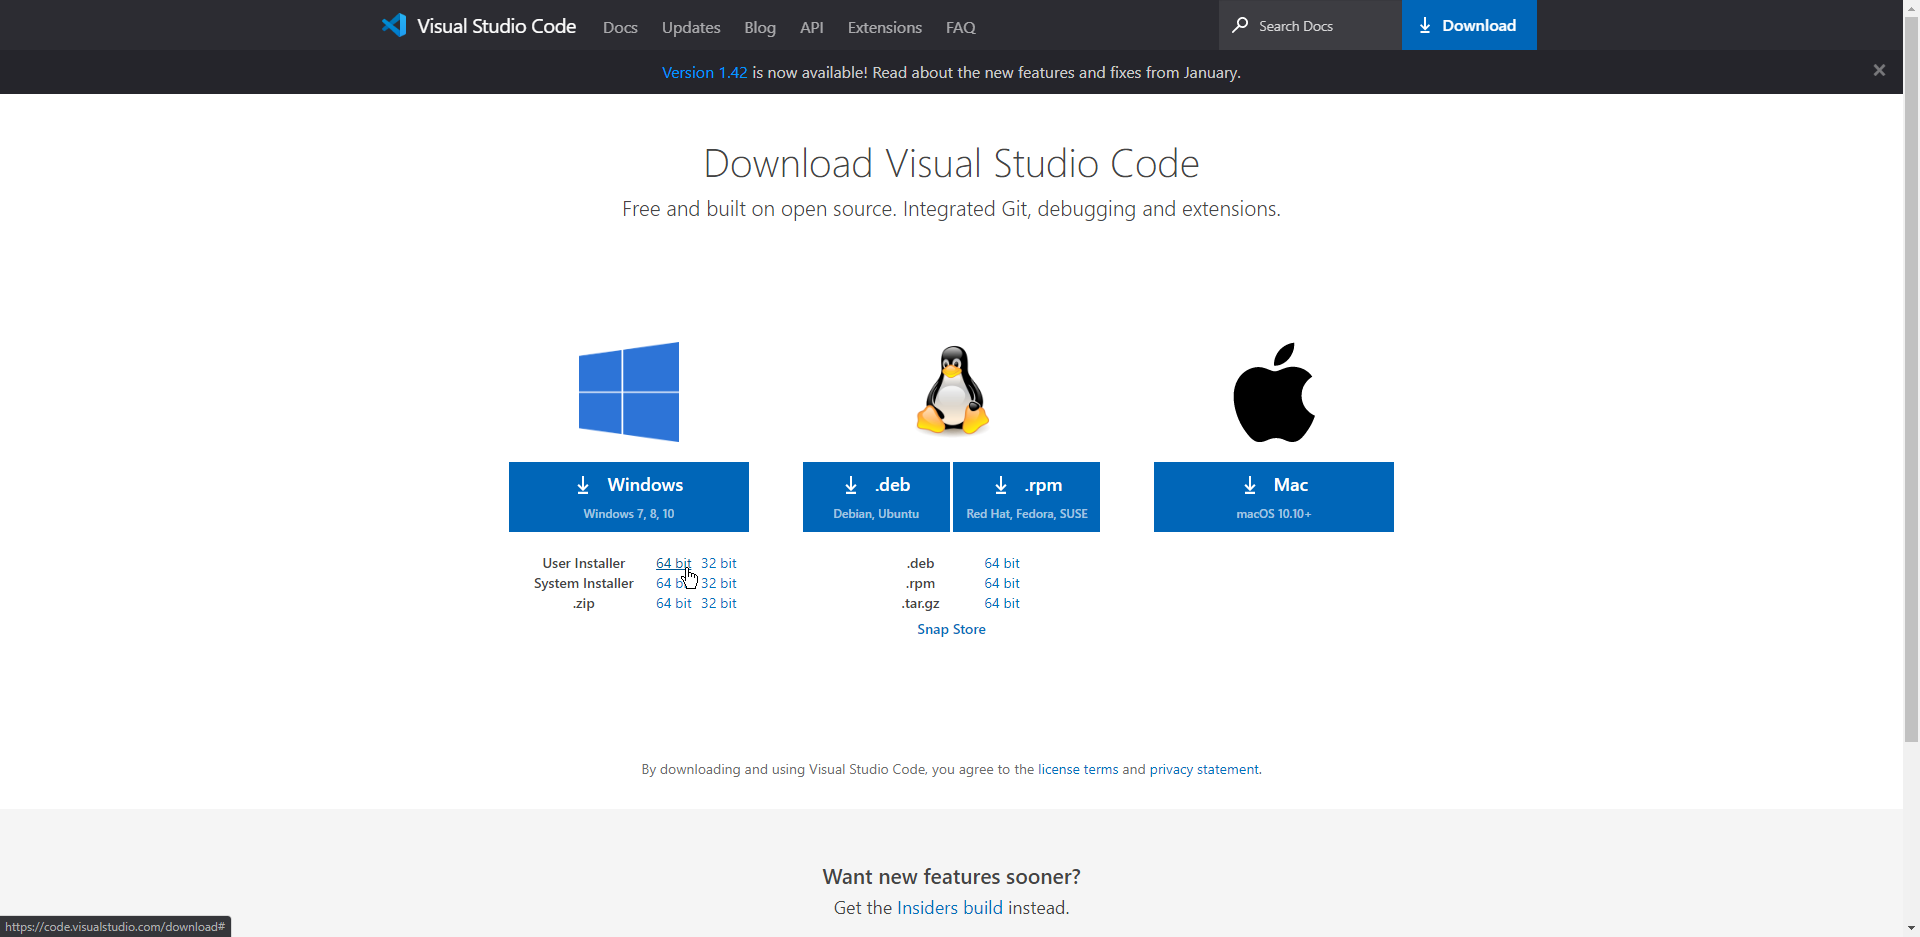 Visual Studio Code Docs Updates Blog API Extensions FAQ Search Docs Download
Version 1.42 is now available! Read about the new features and fixes from January.
Download Visual Studio Code
Free and built on open source. Integrated Git, debugging and extensions.
Windows
Windows 7, 8, 10
.deb
Debian, Ubuntu
.rpm
Red Hat, Fedora, SUSE
Mac
macOS 10.10+
User Installer 64 bit 32 bit
System Installer 64 bit 32 bit
.zip 64 bit 32 bit
.deb 64 bit
.rpm 64 bit
.tar.gz 64 bit
Snap Store
By downloading and using Visual Studio Code, you agree to the license terms and privacy statement.
Want new features sooner?
Get the Insiders build instead.
https://code.visualstudio.com/download#